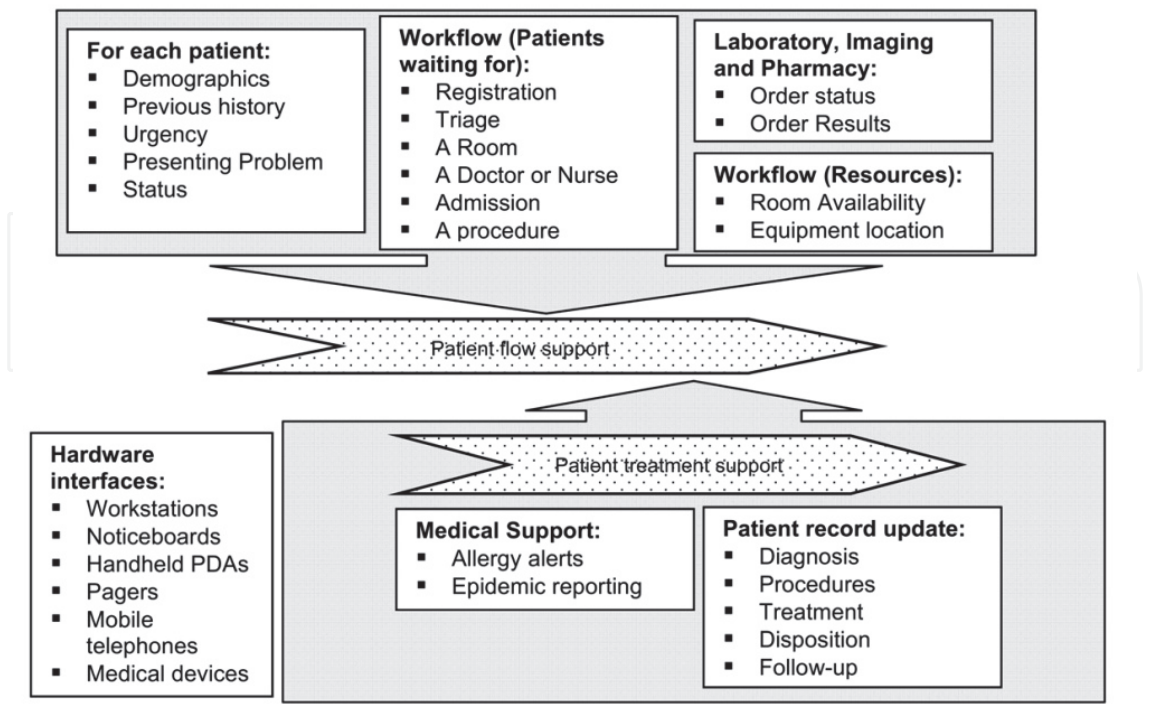 For each patient:
▪ Demographics
▪ Previous history
▪ Urgency
▪ Presenting Problem
▪ Status
Workflow (Patients
waiting for):
▪ Registration
▪ Triage
▪ A Room
▪ A Doctor or Nurse
▪ Admission
▪ A procedure
Laboratory, Imaging
and Pharmacy:
▪ Order status
▪ Order Results
Workflow (Resources):
▪ Room Availability
▪ Equipment location
Patient flow support
Hardware
interfaces:
▪ Workstations
▪ Noticeboards
▪ Handheld PDAs
▪ Pagers
▪ Mobile
telephones
▪ Medical devices
Patient treatment support
Medical Support:
▪ Allergy alerts
▪ Epidemic reporting
Patient record update:
▪ Diagnosis
▪ Procedures
▪ Treatment
▪ Disposition
▪ Follow-up